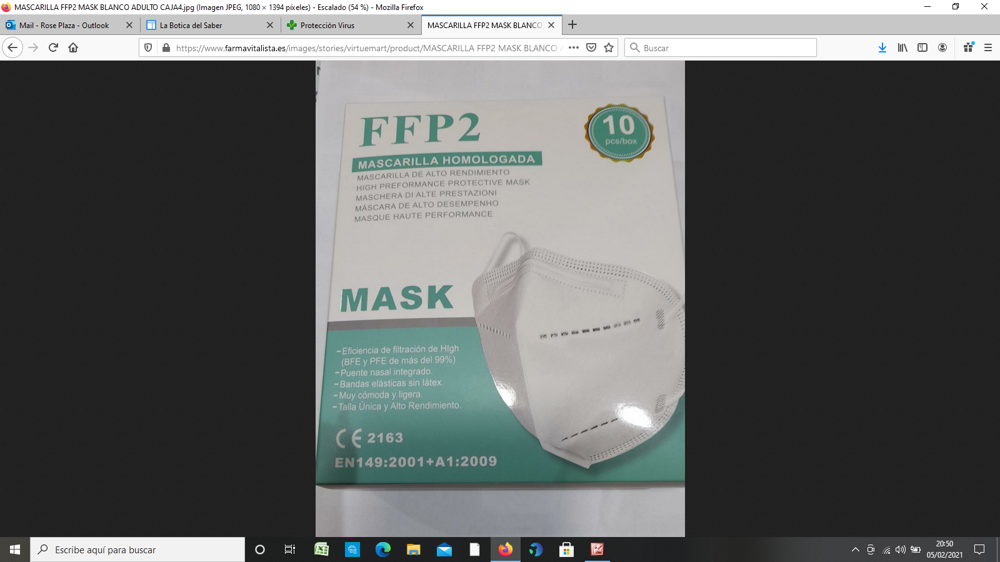 MASCARILLA FFP2 MASK BLANCO ADULTO CAJA4.jpg (Imagen JPEG, 1080 × 1394 píxeles) - Escalado (54 %) - Mozilla Firefox
Mail - Rose Plaza - Outlook
La Botica del Saber
Protección Virus
MASCARILLA FFP2 MASK BLANCO
https://www.farmavitalista.es/images/stories/virtuemart/product/MASCARILLA FFP2 MASK BLANCO
Buscar
FFP2
10
pcs/box
MASCARILLA HOMOLOGADA
MASCARILLA DE ALTO RENDIMIENTO
HIGH PREFORMANCE PROTECTIVE MASK
MASCHERA DI ALTE PRESTAZIONI
MÁSCARA DE ALTO DESEMPENHO
MASQUE HAUTE PERFORMANCE
MASK
-Eficiencia de filtración de HIgh
(BFE y PFE de más del 99%)
-Puente nasal integrado.
-Bandas elásticas sin látex.
-Muy cómoda y ligera.
-Talla Única y Alto Rendimiento.
CE 2163
EN149:2001+A1:2009
Escribe aquí para buscar
20:50
05/02/2021